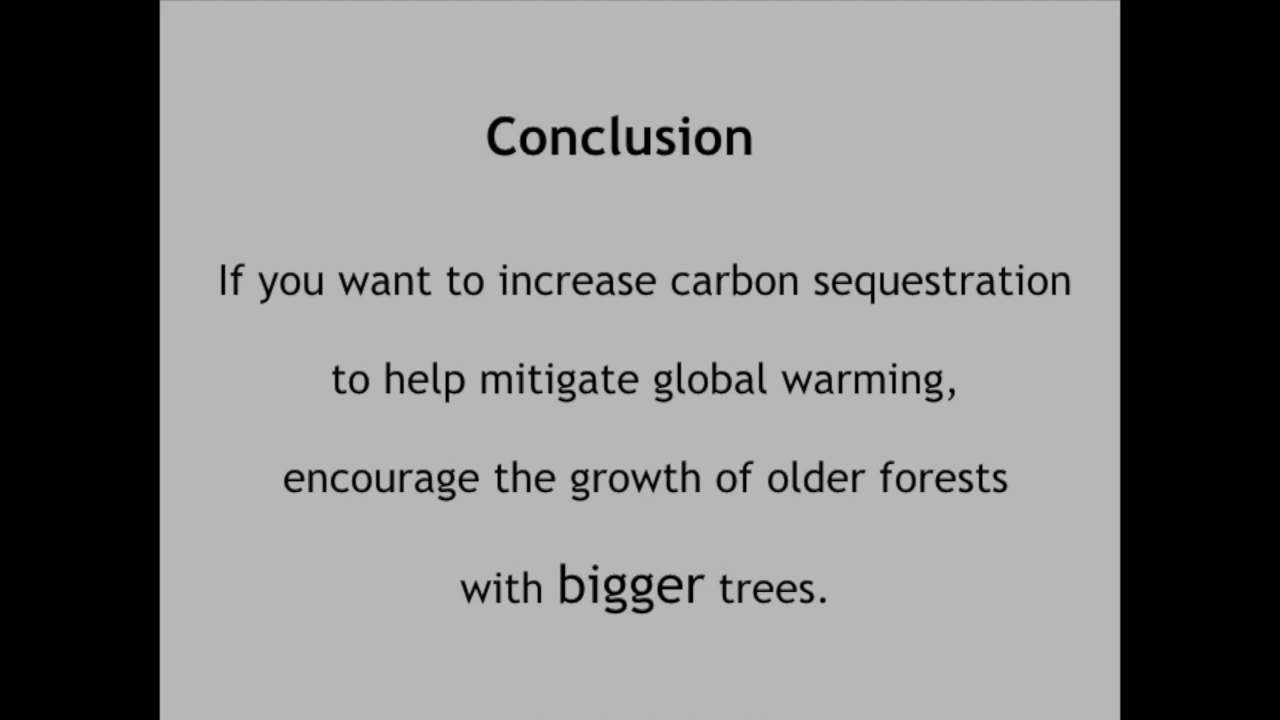 Conclusion
If you want to increase carbon sequestration
to help mitigate global warming,
encourage the growth of older forests
with bigger trees.